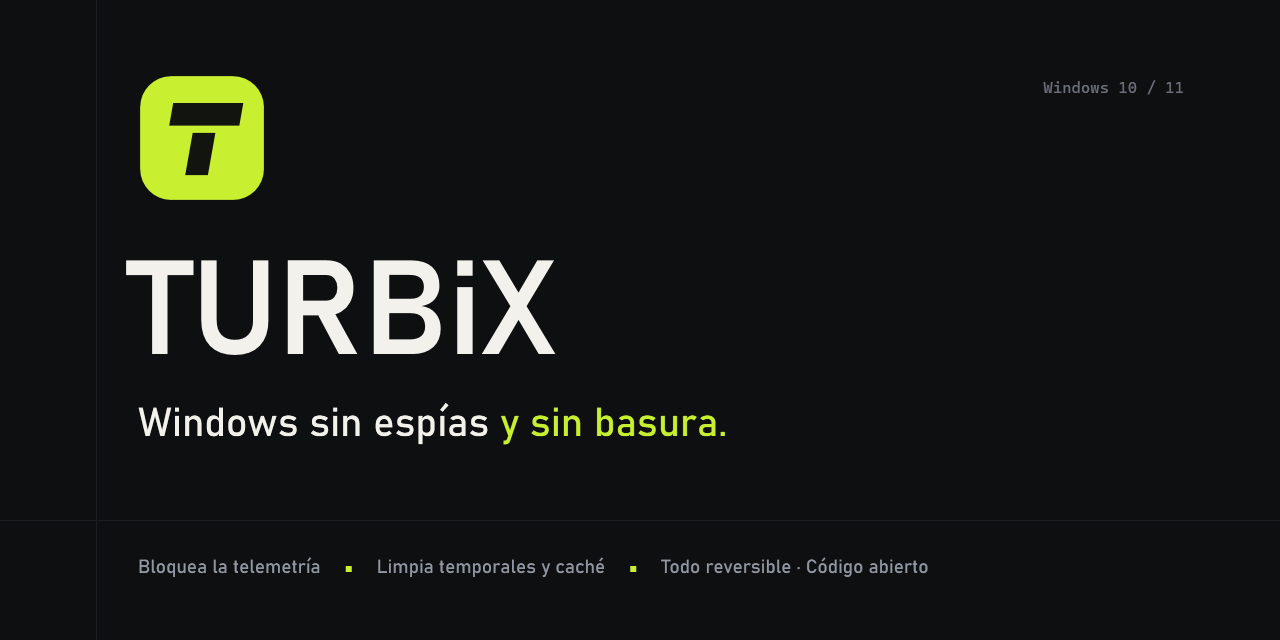 T
Windows 10 / 11
TURBiX
Windows sin espías y sin basura.
Bloquea la telemetría ▪ Limpia temporales y caché ▪ Todo reversible · Código abierto